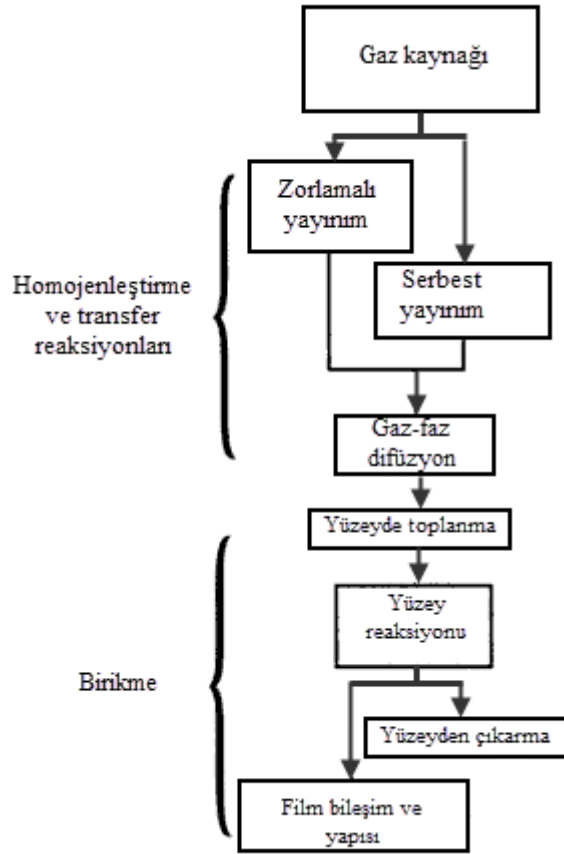 Gaz kaynağı
Zorlamalı
yayınım
Serbest
yayınım
Homojenleştirme
ve transfer
reaksiyonları
Gaz-faz
difüzyon
Yüzeyde toplanma
Yüzey
reaksiyonu
Birikme
Yüzeyden çıkarma
Film bileşim ve
yapısı